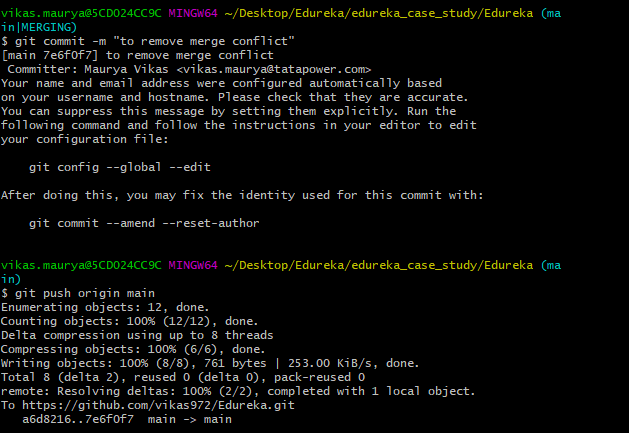 vikas.maurya@5CD024CC9C MINGW64 ~/Desktop/Edureka/edureka_case_study/Edureka (ma
in|MERGING)
$ git commit -m "to remove merge conflict"
[main 7e6f0f7] to remove merge conflict
 Committer: Maurya Vikas <vikas.maurya@tatapower.com>
Your name and email address were configured automatically based
on your username and hostname. Please check that they are accurate.
You can suppress this message by setting them explicitly. Run the
following command and follow the instructions in your editor to edit
your configuration file:

    git config --global --edit

After doing this, you may fix the identity used for this commit with:

    git commit --amend --reset-author


vikas.maurya@5CD024CC9C MINGW64 ~/Desktop/Edureka/edureka_case_study/Edureka (ma
in)
$ git push origin main
Enumerating objects: 12, done.
Counting objects: 100% (12/12), done.
Delta compression using up to 8 threads
Compressing objects: 100% (6/6), done.
Writing objects: 100% (8/8), 761 bytes | 253.00 KiB/s, done.
Total 8 (delta 2), reused 0 (delta 0), pack-reused 0
remote: Resolving deltas: 100% (2/2), completed with 1 local object.
To https://github.com/vikas972/Edureka.git
   a6d8216..7e6f0f7  main -> main